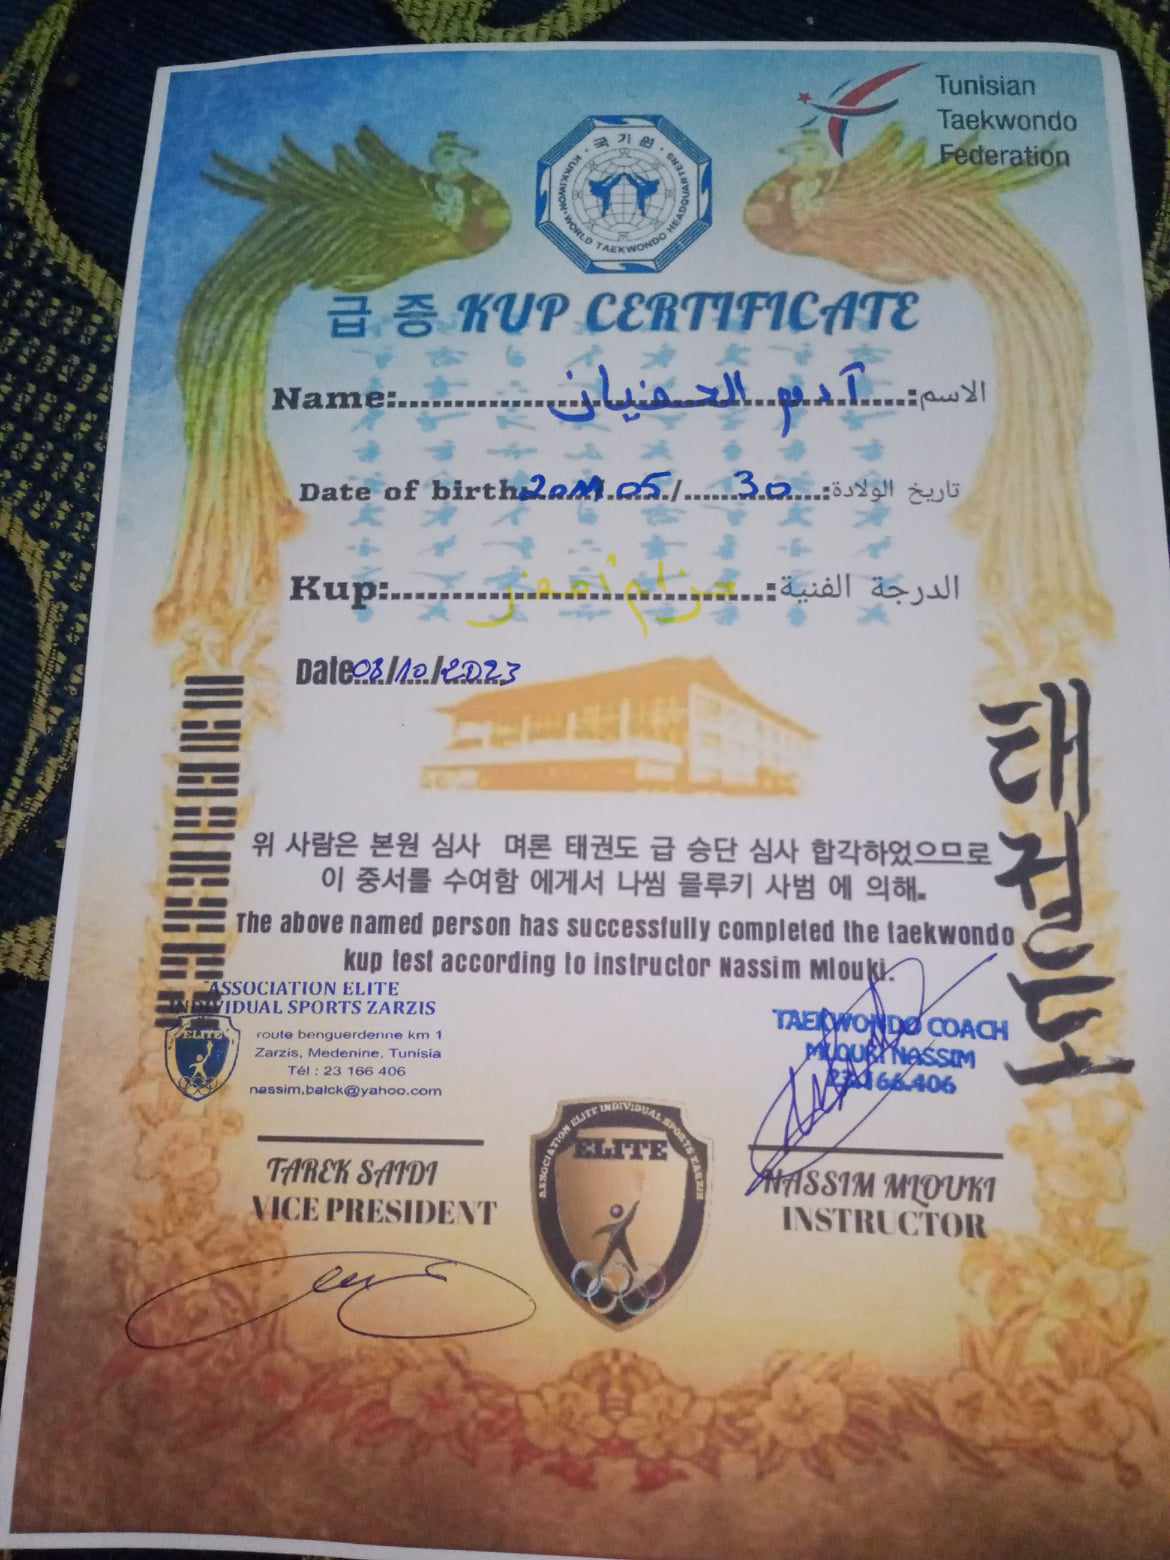 Tunisian
Taekwondo
Federation
국기원
KUKKIWON·WORLD TAEKWONDO HEADQUARTERS
급 증 KUP CERTIFICATE
Name:..........آدم الحفيان..........:الاسم
Date of birth:2011/05/30:تاريخ الولادة
Kup:..........حزام أصفر..........:الدرجة الفنية
Date 08/10/2023
태권도
위 사람은 본원 심사 며론 태권도 급 승단 심사 합각하었으므로
이 중서를 수여함 에게서 나씸 믈루키 사범 에 의해.
The above named person has successfully completed the taekwondo
kup test according to instructor Nassim Mlouki.
ASSOCIATION ELITE
INDIVIDUAL SPORTS ZARZIS
ELITE
route benguerdenne km 1
Zarzis, Medenine, Tunisia
Tél : 23 166 406
nassim.balck@yahoo.com
TAEKWONDO COACH
MLOUKI NASSIM
23.166.406
TAREK SAIDI
VICE PRESIDENT
ASSOCIATION ELITE INDIVIDUAL SPORTS ZARZIS
ELITE
NASSIM MLOUKI
INSTRUCTOR